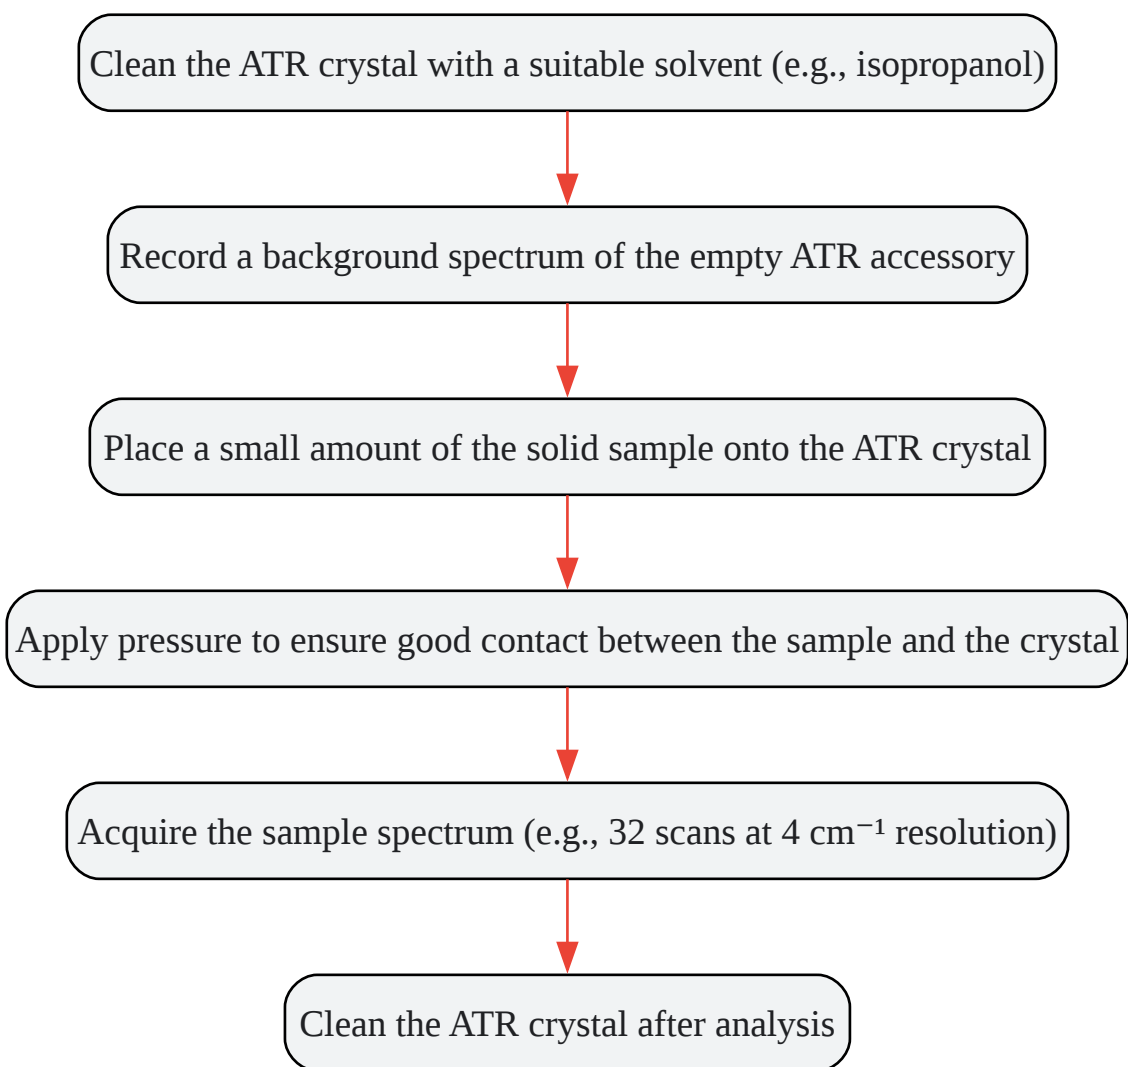 Clean the ATR crystal with a suitable solvent (e.g., isopropanol)
Record a background spectrum of the empty ATR accessory
Place a small amount of the solid sample onto the ATR crystal
Apply pressure to ensure good contact between the sample and the crystal
Acquire the sample spectrum (e.g., 32 scans at 4 cm⁻¹ resolution)
Clean the ATR crystal after analysis